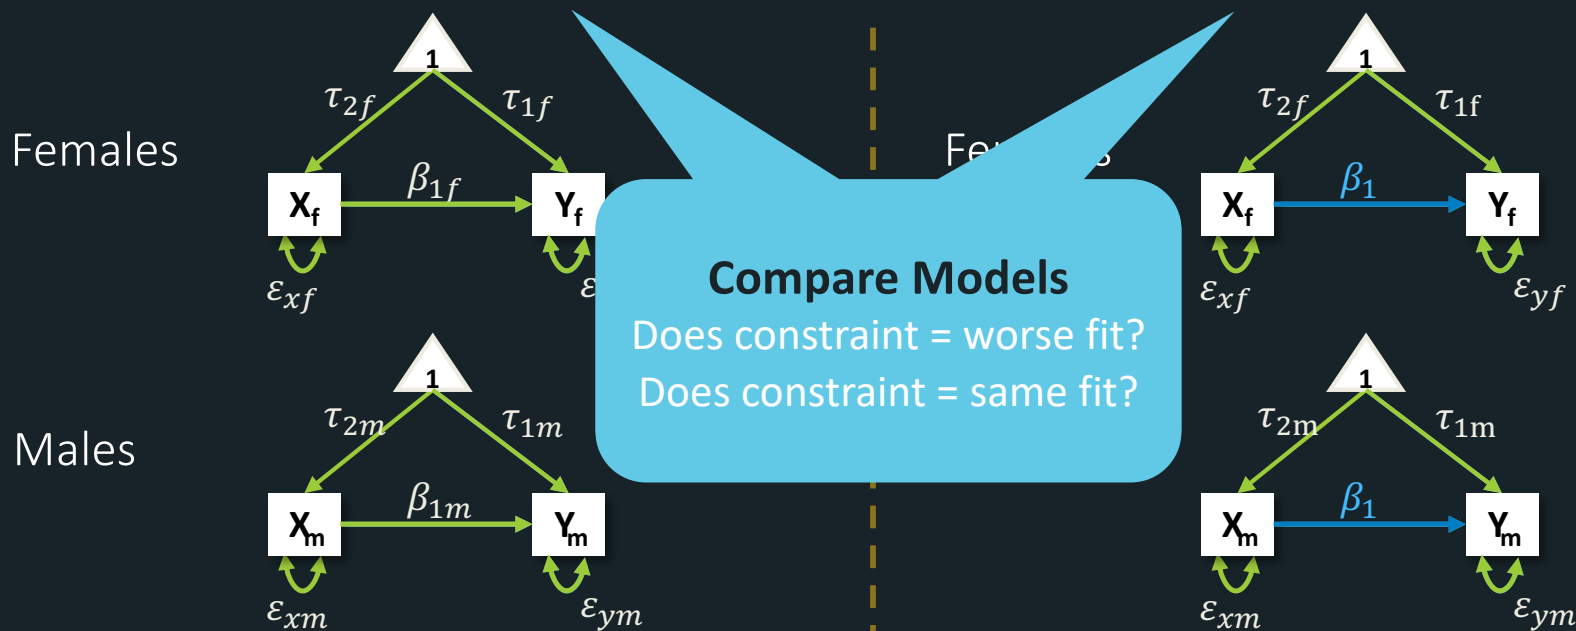 1
1
τ2f
τ1f
τ2f
τ1f
Females
β1f
β1
Xf
Yf
Xf
Yf
Compare Models
Does constraint = worse fit?
Does constraint = same fit?
εxf
εxf
εyf
1
1
τ2m
τ1m
τ2m
τ1m
Males
β1m
β1
Xm
Ym
Xm
Ym
εxm
εym
εxm
εym